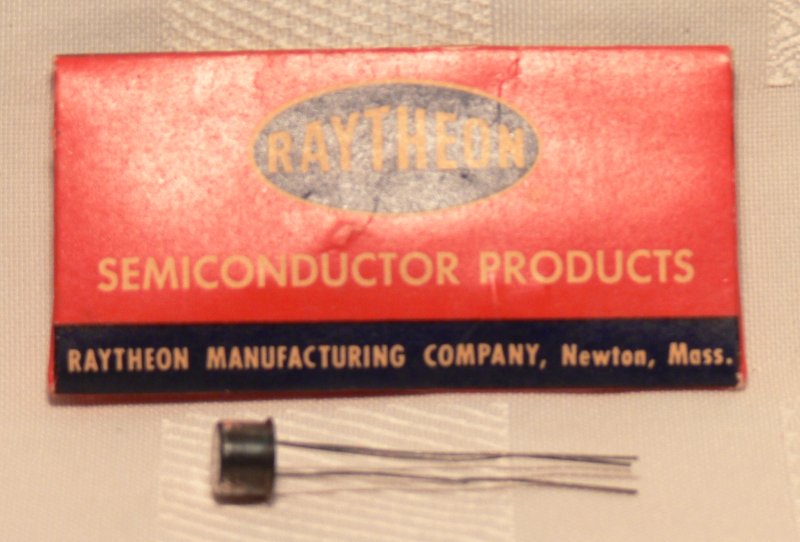 RAYTHEON
SEMICONDUCTOR PRODUCTS
RAYTHEON MANUFACTURING COMPANY, Newton, Mass.